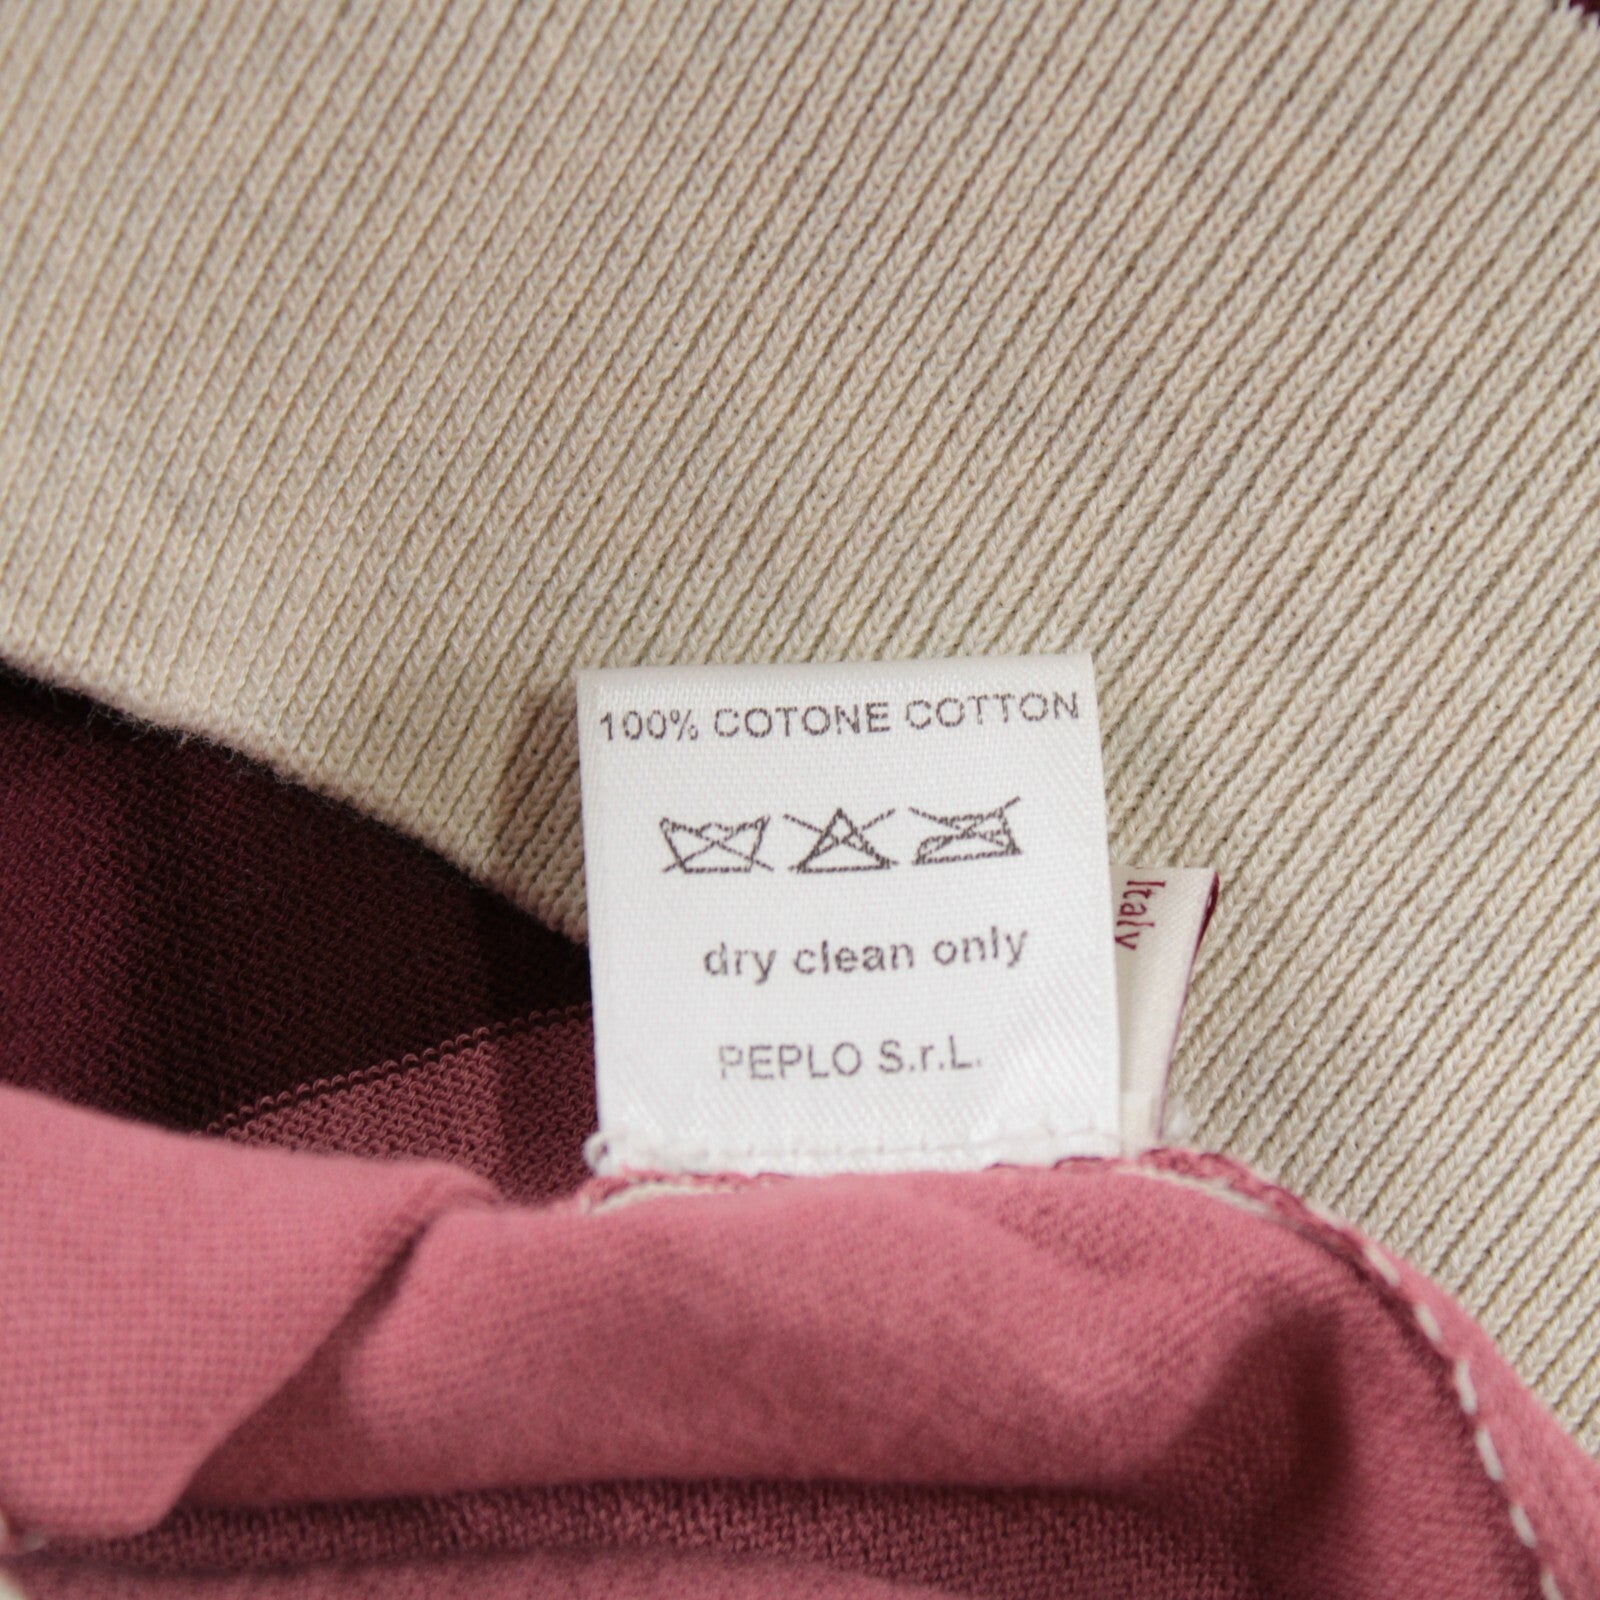 100% COTONE COTTON
dry clean only
PEPLO S.r.L.
Italy